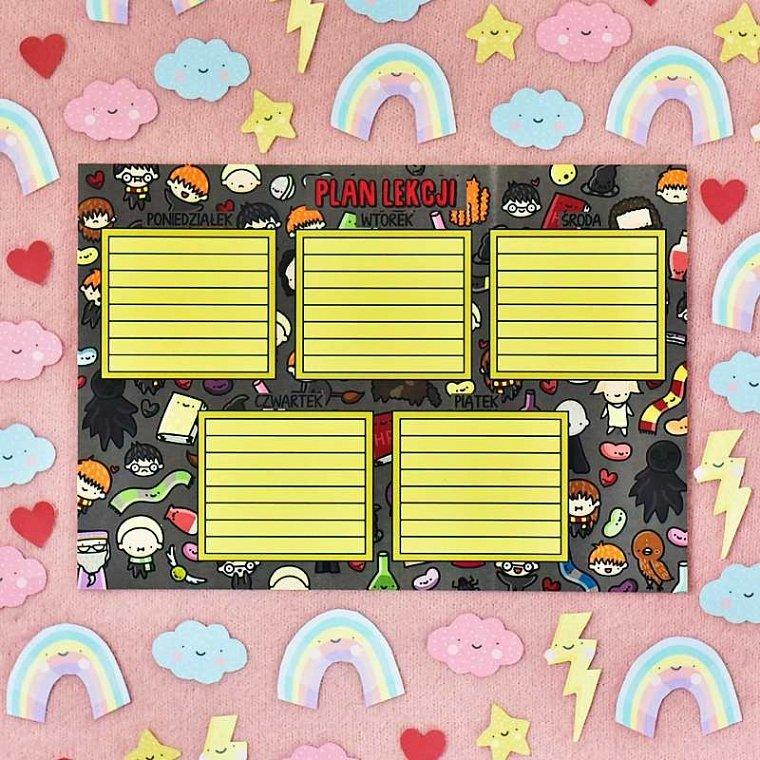 PLAN LEKCJI
PONIEDZIAŁEK WTOREK ŚRODA
CZWARTEK PIĄTEK